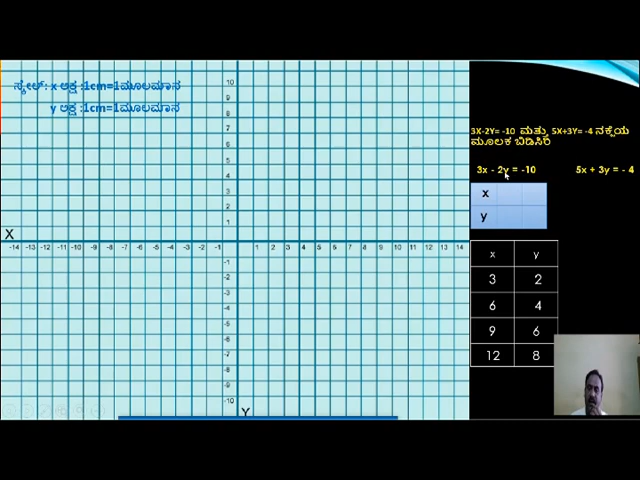 ಸ್ಕೇಲ್: x ಅಕ್ಷ :1cm=1ಮೂಲಮಾನ
y ಅಕ್ಷ :1cm=1ಮೂಲಮಾನ
3X-2Y= -10 ಮತ್ತು 5X+3Y= -4 ನಕ್ಷೆಯ
ಮೂಲಕ ಬಿಡಿಸಿರಿ
3x - 2y = -10 5x + 3y = - 4
x
y
x y
3 2
6 4
9 6
12 8
10
9
8
7
6
5
4
3
2
1
X
-14 -13 -12 -11 -10 -9 -8 -7 -6 -5 -4 -3 -2 -1 1 2 3 4 5 6 7 8 9 10 11 12 13 14
-1
-2
-3
-4
-5
-6
-7
-8
-9
-10
Y